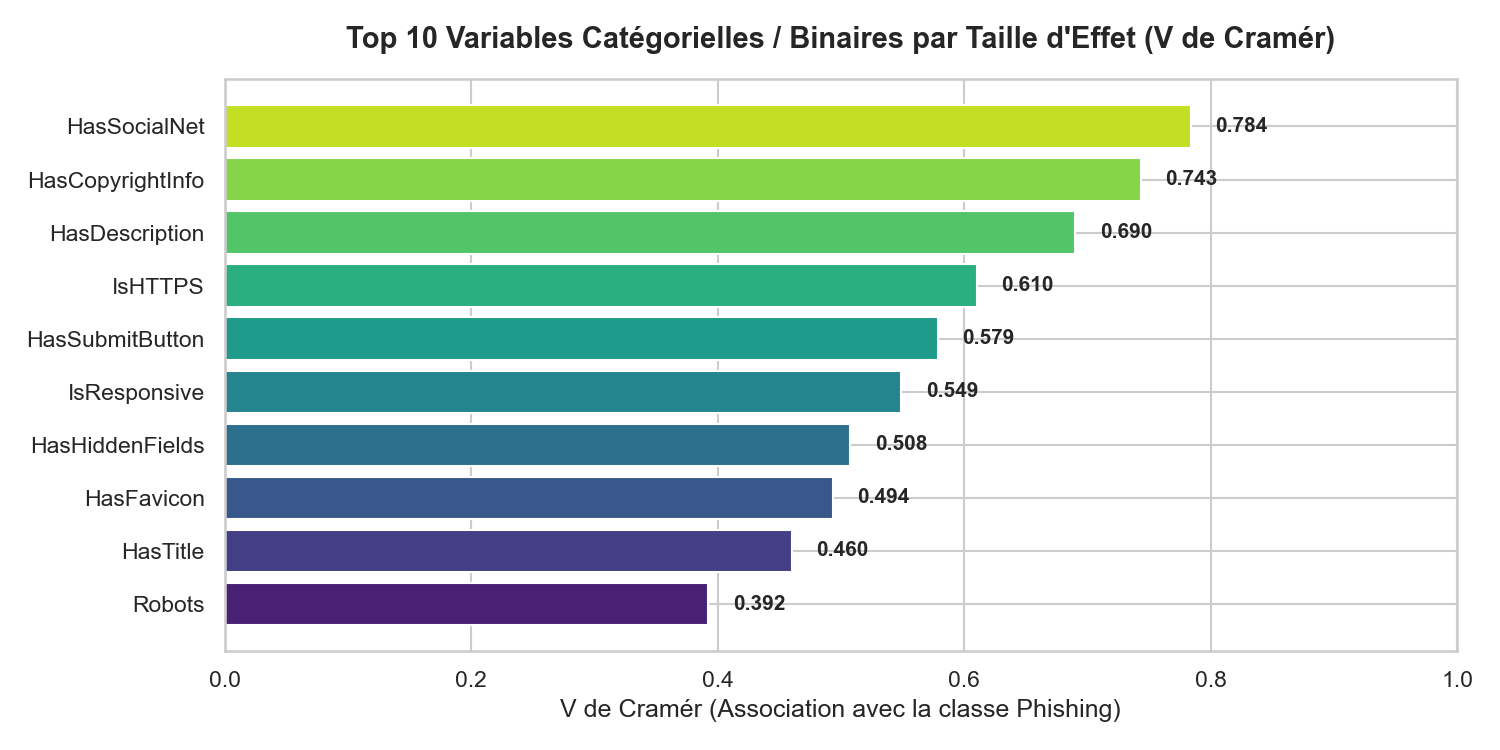 Top 10 Variables Catégorielles / Binaires par Taille d'Effet (V de Cramér)
HasSocialNet 0.784
HasCopyrightInfo 0.743
HasDescription 0.690
IsHTTPS 0.610
HasSubmitButton 0.579
IsResponsive 0.549
HasHiddenFields 0.508
HasFavicon 0.494
HasTitle 0.460
Robots 0.392
0.0 0.2 0.4 0.6 0.8 1.0
V de Cramér (Association avec la classe Phishing)